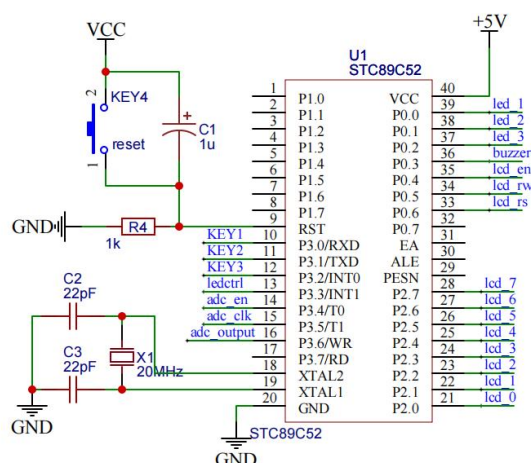 VCC
+5V
U1
STC89C52
2
KEY4
reset
1
+
C1
1u
GND
R4
1k
C2
22pF
C3
22pF
X1
20MHz
GND
1 P1.0 VCC 40
2 P1.1 P0.0 39 led_1
3 P1.2 P0.1 38 led_2
4 P1.3 P0.2 37 led_3
5 P1.4 P0.3 36 buzzer
6 P1.5 P0.4 35 lcd_en
7 P1.6 P0.5 34 lcd_rw
8 P1.7 P0.6 33 lcd_rs
9 RST P0.7 32
KEY1 10 P3.0/RXD EA 31
KEY2 11 P3.1/TXD ALE 30
KEY3 12 P3.2/INT0 PESN 29
ledctrl 13 P3.3/INT1 P2.7 28 lcd_7
adc_en 14 P3.4/T0 P2.6 27 lcd_6
adc_clk 15 P3.5/T1 P2.5 26 lcd_5
adc_output 16 P3.6/WR P2.4 25 lcd_4
17 P3.7/RD P2.3 24 lcd_3
18 XTAL2 P2.2 23 lcd_2
19 XTAL1 P2.1 22 lcd_1
20 GND P2.0 21 lcd_0
STC89C52
GND